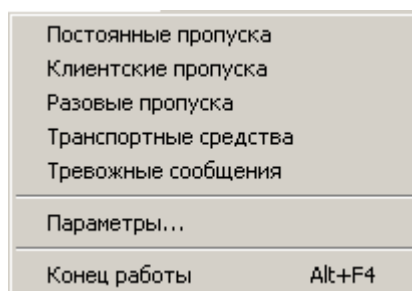 Постоянные пропуска
Клиентские пропуска
Разовые пропуска
Транспортные средства
Тревожные сообщения
Параметры...
Конец работы Alt+F4